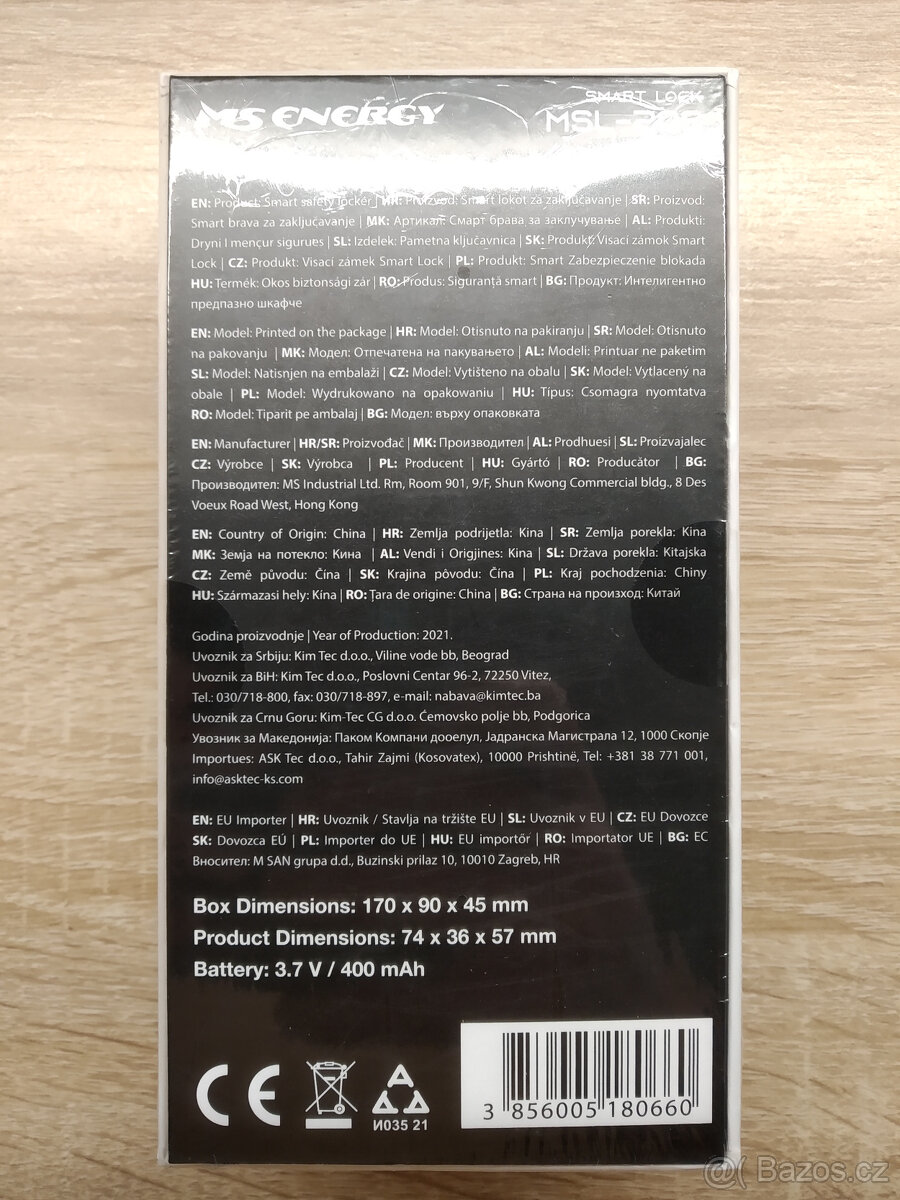 MS ENERGY
SMART LOCK
EN: Product: Smart safety locker | HR: Proizvod: Smart lokot za zaključavanje | SR: Proizvod:
Smart brava za zaključavanje | MK: Артикал: Смарт брава за заклучување | AL: Produkti:
Dryni I mençur sigurues | SL: Izdelek: Pametna ključavnica | SK: Produkt: Visací zámok Smart
Lock | CZ: Produkt: Visací zámek Smart Lock | PL: Produkt: Smart Zabezpieczenie blokada
HU: Termék: Okos biztonsági zár | RO: Produs: Siguranță smart | BG: Продукт: Интелигентно
предпазно шкафче
EN: Model: Printed on the package | HR: Model: Otisnuto na pakiranju | SR: Model: Otisnuto
na pakovanju | MK: Модел: Отпечатена на пакувањето | AL: Modeli: Printuar ne paketim
SL: Model: Natisnjen na embalaži | CZ: Model: Vytištěno na obalu | SK: Model: Vytlacený na
obale | PL: Model: Wydrukowano na opakowaniu | HU: Típus: Csomagra nyomtatva
RO: Model: Tiparit pe ambalaj | BG: Модел: върху опаковката
EN: Manufacturer | HR/SR: Proizvođač | MK: Производител | AL: Prodhuesi | SL: Proizvajalec
CZ: Výrobce | SK: Výrobca | PL: Producent | HU: Gyártó | RO: Producător | BG:
Производител: MS Industrial Ltd. Rm, Room 901, 9/F, Shun Kwong Commercial bldg., 8 Des
Voeux Road West, Hong Kong
EN: Country of Origin: China | HR: Zemlja podrijetla: Kina | SR: Zemlja porekla: Kina
MK: Земја на потекло: Кина | AL: Vendi i Origjines: Kina | SL: Država porekla: Kitajska
CZ: Země původu: Čína | SK: Krajina pôvodu: Čína | PL: Kraj pochodzenia: Chiny
HU: Származasi hely: Kína | RO: Țara de origine: China | BG: Страна на произход: Китай
Godina proizvodnje | Year of Production: 2021.
Uvoznik za Srbiju: Kim Tec d.o.o., Viline vode bb, Beograd
Uvoznik za BiH: Kim Tec d.o.o., Poslovni Centar 96-2, 72250 Vitez,
Tel.: 030/718-800, fax: 030/718-897, e-mail: nabava@kimtec.ba
Uvoznik za Crnu Goru: Kim-Tec CG d.o.o. Ćemovsko polje bb, Podgorica
Увозник за Македонија: Паком Компани дооелуп, Јадранска Магистрала 12, 1000 Скопје
Importues: ASK Tec d.o.o., Tahir Zajmi (Kosovatex), 10000 Prishtinë, Tel: +381 38 771 001,
info@asktec-ks.com
EN: EU Importer | HR: Uvoznik / Stavlja na tržište EU | SL: Uvoznik v EU | CZ: EU Dovozce
SK: Dovozca EÚ | PL: Importer do UE | HU: EU importőr | RO: Importator UE | BG: ЕС
Вносител: M SAN grupa d.d., Buzinski prilaz 10, 10010 Zagreb, HR
Box Dimensions: 170 x 90 x 45 mm
Product Dimensions: 74 x 36 x 57 mm
Battery: 3.7 V / 400 mAh
CE
И035 21
3 856005 180660
Bazos.cz